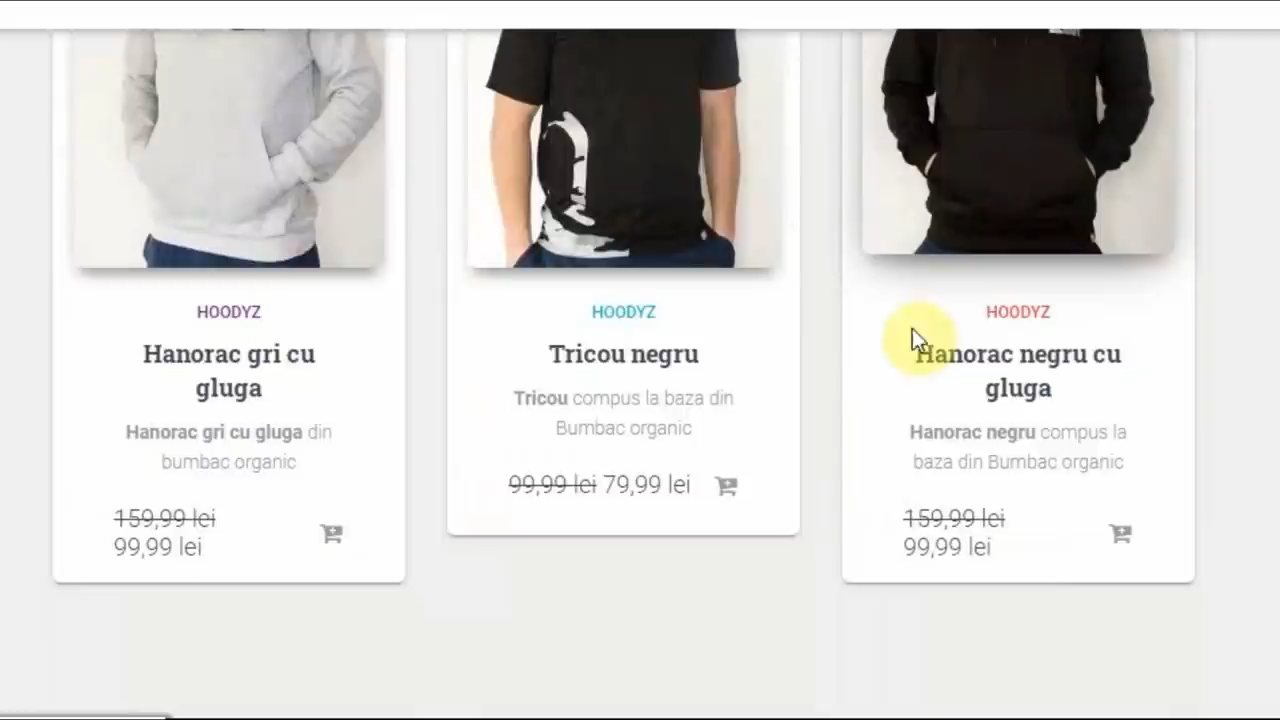 HOODYZ
Hanorac gri cu
gluga
Hanorac gri cu gluga din
bumbac organic
159,99 lei
99,99 lei
HOODYZ
Tricou negru
Tricou compus la baza din
Bumbac organic
99,99 lei 79,99 lei
HOODYZ
Hanorac negru cu
gluga
Hanorac negru compus la
baza din Bumbac organic
159,99 lei
99,99 lei